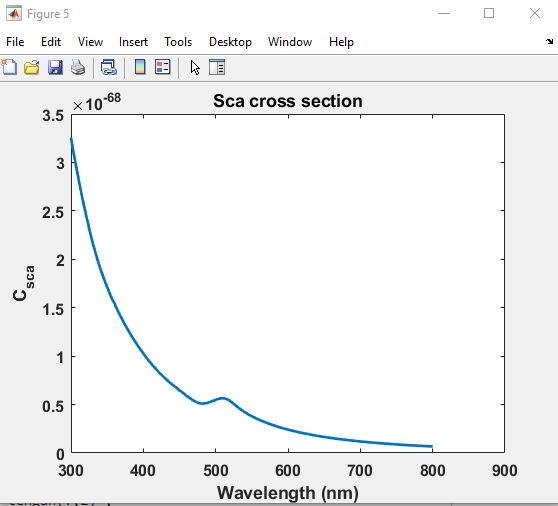 Figure 5
File Edit View Insert Tools Desktop Window Help
×10^-68
Sca cross section
3.5
3
2.5
2
1.5
1
0.5
0
C_sca
300 400 500 600 700 800 900
Wavelength (nm)